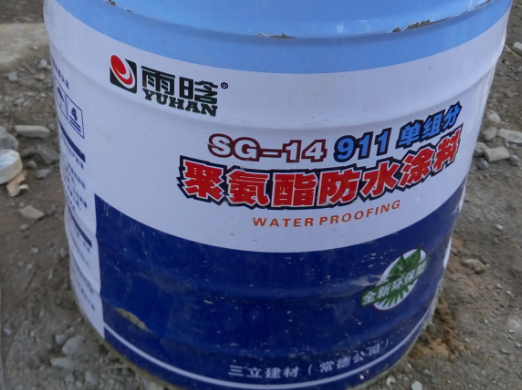 雨晗®
YUHAN
SG-14 911 单组分
聚氨酯防水涂料
WATER PROOFING
全新环保型
三立建材(常德公司)